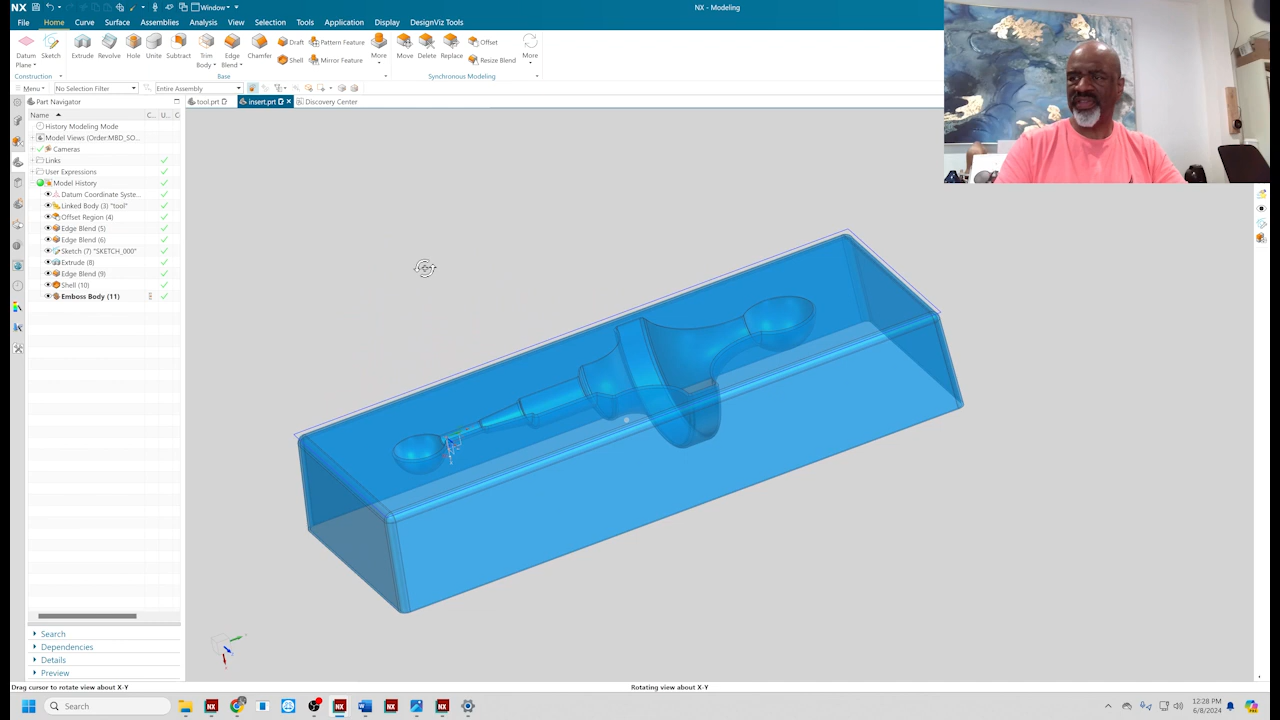 NX Window NX - Modeling
File Home Curve Surface Assemblies Analysis View Selection Tools Application Display DesignViz Tools
Datum Plane Sketch Extrude Revolve Hole Unite Subtract Trim Body Edge Blend Chamfer Draft Shell Pattern Feature Mirror Feature More Move Delete Replace Offset Resize Blend More
Construction Base Synchronous Modeling
Menu No Selection Filter Entire Assembly
Part Navigator tool.prt insert.prt Discovery Center
Name C... U... C
History Modeling Mode
Model Views (Order:MBD_SO...
Cameras
Links
User Expressions
Model History
Datum Coordinate Syste...
Linked Body (3) "tool"
Offset Region (4)
Edge Blend (5)
Edge Blend (6)
Sketch (7) "SKETCH_000"
Extrude (8)
Edge Blend (9)
Shell (10)
Emboss Body (11)
Search
Dependencies
Details
Preview
Drag cursor to rotate view about X-Y Rotating view about X-Y
Search 12:28 PM
6/8/2024